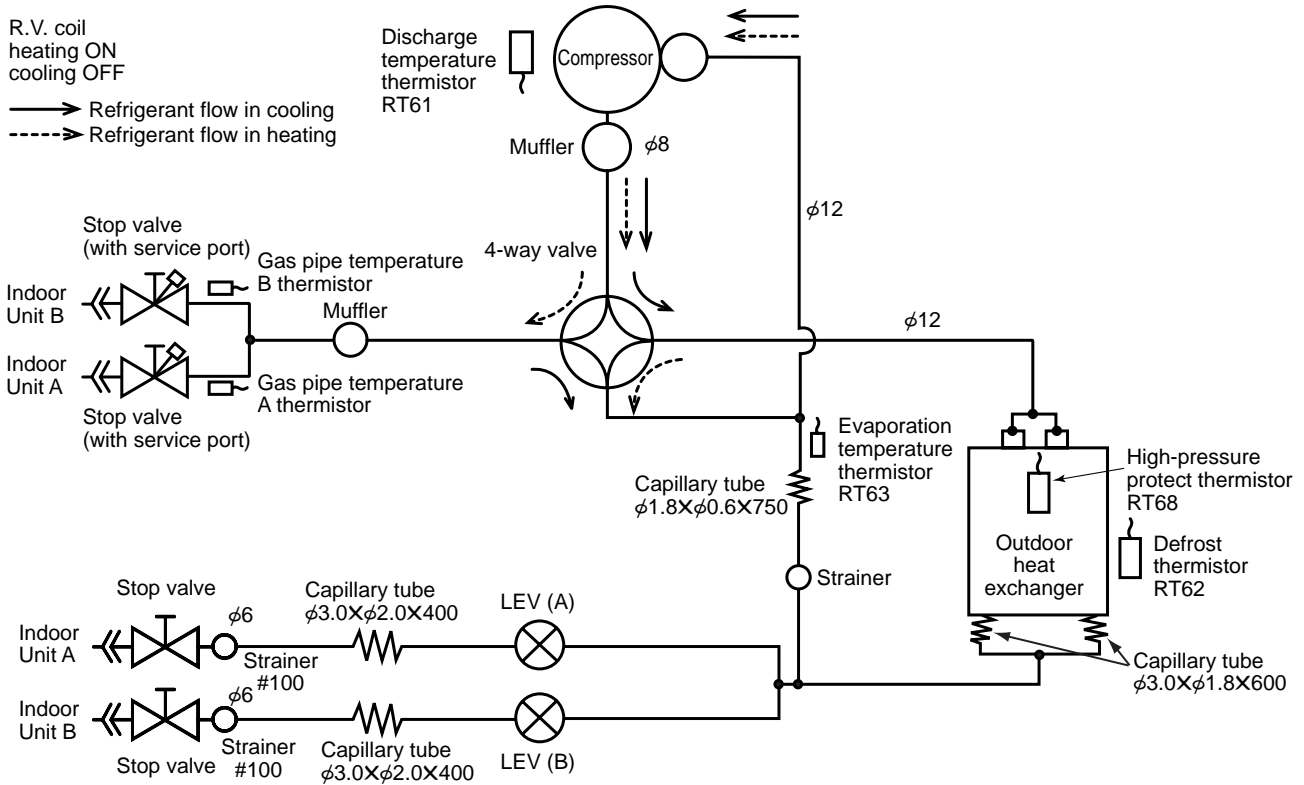 R.V. coil
heating ON
cooling OFF
Refrigerant flow in cooling
Refrigerant flow in heating
Discharge
temperature
thermistor
RT61
Compressor
Muffler
ϕ8
ϕ12
Stop valve
(with service port)
Gas pipe temperature
B thermistor
4-way valve
Indoor
Unit B
Muffler
ϕ12
Indoor
Unit A
Gas pipe temperature
A thermistor
Stop valve
(with service port)
Evaporation
temperature
thermistor
RT63
Capillary tube
ϕ1.8×ϕ0.6×750
High-pressure
protect thermistor
RT68
Outdoor
heat
exchanger
Defrost
thermistor
RT62
Strainer
Stop valve
ϕ6
Capillary tube
ϕ3.0×ϕ2.0×400
LEV (A)
Indoor
Unit A
Strainer
#100
Capillary tube
ϕ3.0×ϕ1.8×600
ϕ6
Indoor
Unit B
Stop valve
Strainer
#100
Capillary tube
ϕ3.0×ϕ2.0×400
LEV (B)